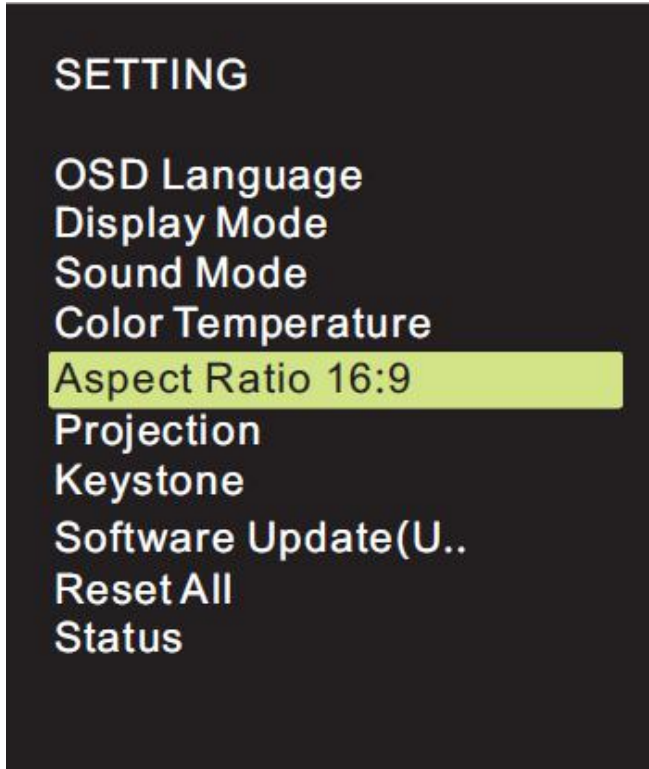 SETTING
OSD Language
Display Mode
Sound Mode
Color Temperature
Aspect Ratio 16:9
Projection
Keystone
Software Update(U..
Reset All
Status